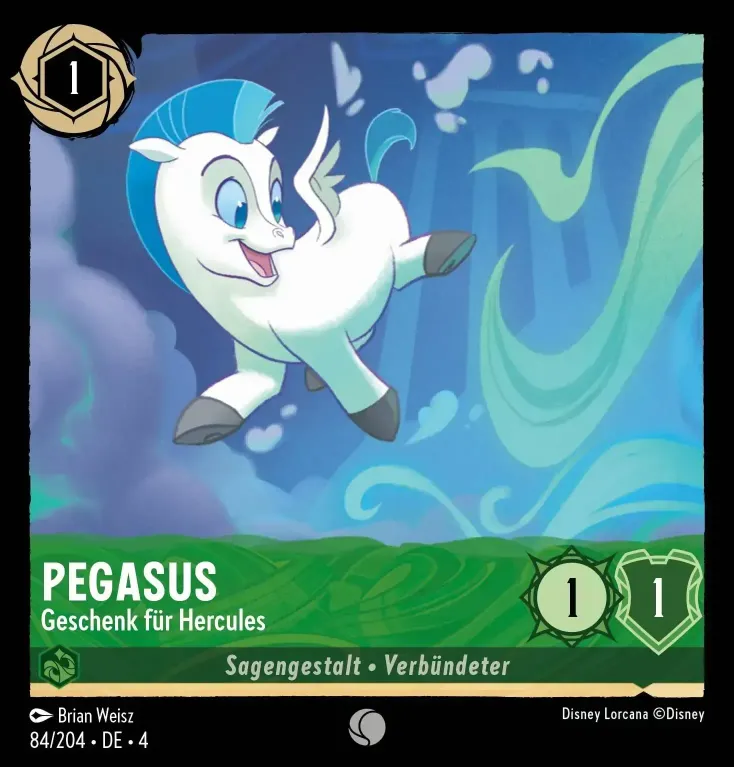 1
PEGASUS
Geschenk für Hercules
1 1
Sagengestalt • Verbündeter
Brian Weisz
Disney Lorcana ©Disney
84/204 • DE • 4